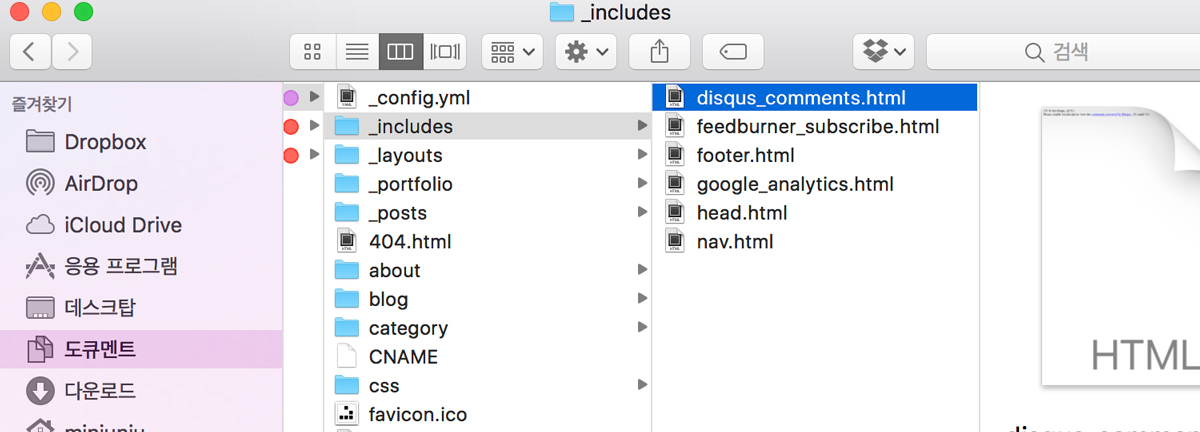 _includes
검색
즐겨찾기
Dropbox
AirDrop
iCloud Drive
응용 프로그램
데스크탑
도큐멘트
다운로드
_config.yml
_includes
_layouts
_portfolio
_posts
404.html
about
blog
category
CNAME
css
favicon.ico
disqus_comments.html
feedburner_subscribe.html
footer.html
google_analytics.html
head.html
nav.html
HTML